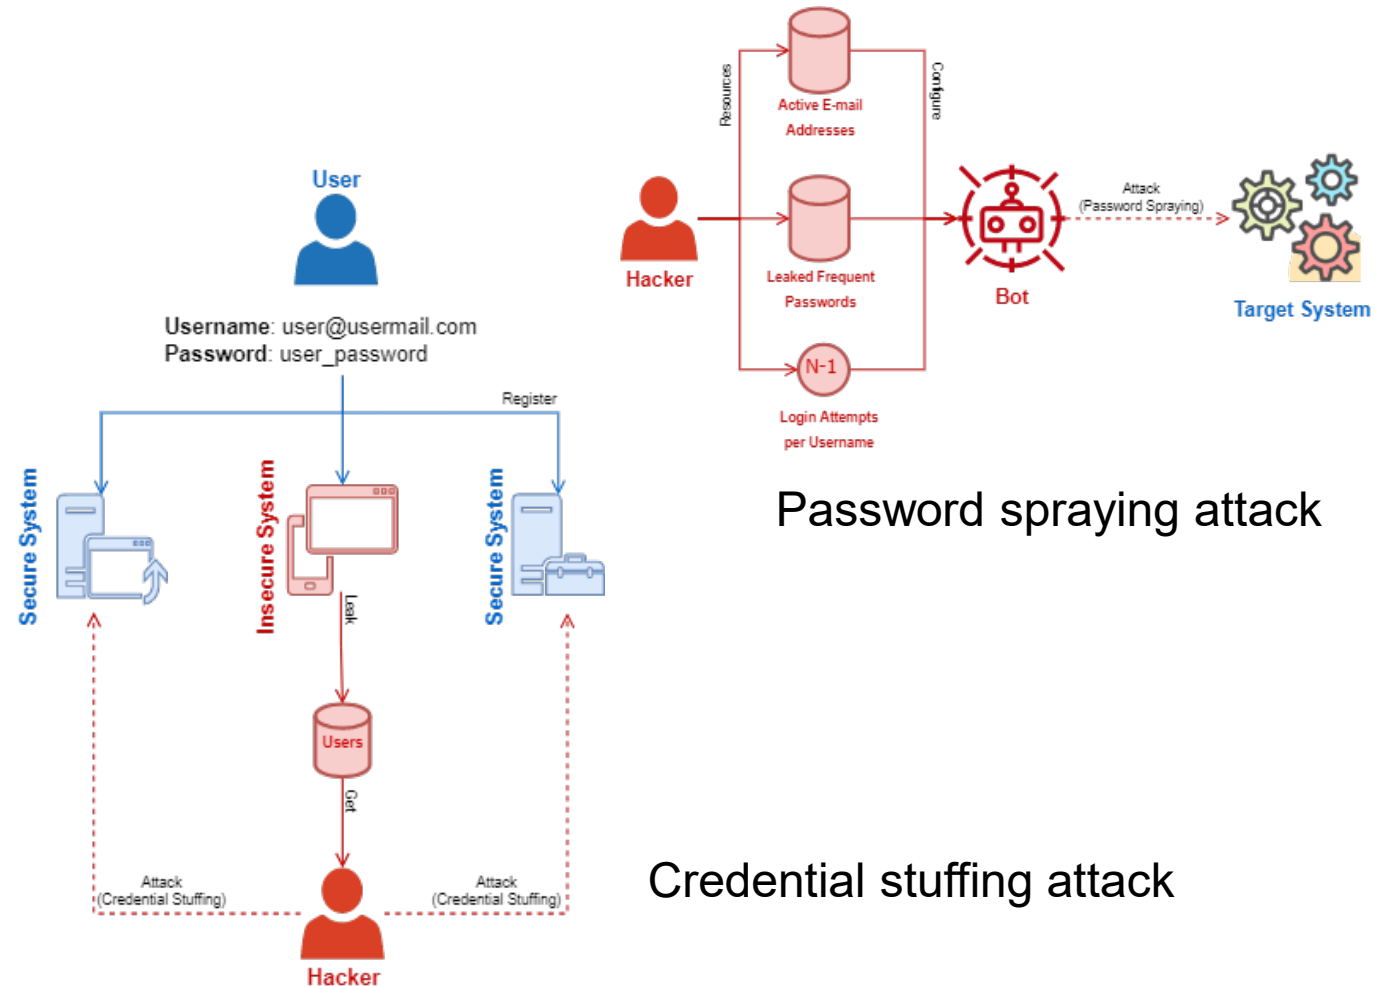 User
Username: user@usermail.com
Password: user_password
Register
Secure System
Insecure System
Secure System
Leak
Users
Get
Attack
(Credential Stuffing)
Attack
(Credential Stuffing)
Hacker
Credential stuffing attack
Resources
Configure
Active E-mail
Addresses
Hacker
Leaked Frequent
Passwords
Bot
Attack
(Password Spraying)
Target System
N-1
Login Attempts
per Username
Password spraying attack